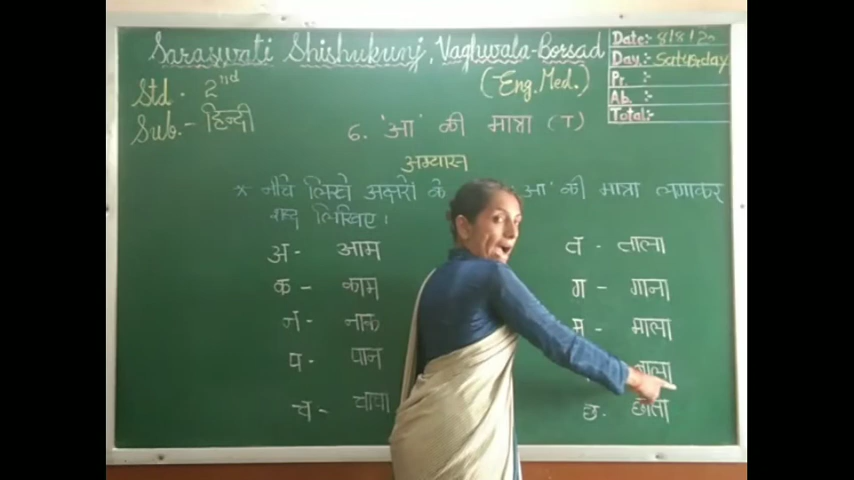 Saraswati Shishukunj, Vaghwala-Borsad
Date:- 8/8/20
Day:- Saturday
Pr. :-
Ab. :-
Total:-
Std. 2nd
(Eng. Med.)
Sub.- हिन्दी
6. 'आ' की मात्रा (ा)
अभ्यास
* नीचे लिखे अक्षरों के 'आ' की मात्रा लगाकर
शब्द लिखिए।
अ- आम
त - ताला
क - काम
ग - गाना
न - नाक
म - माला
प - पान
च - चाचा
छ. छाता